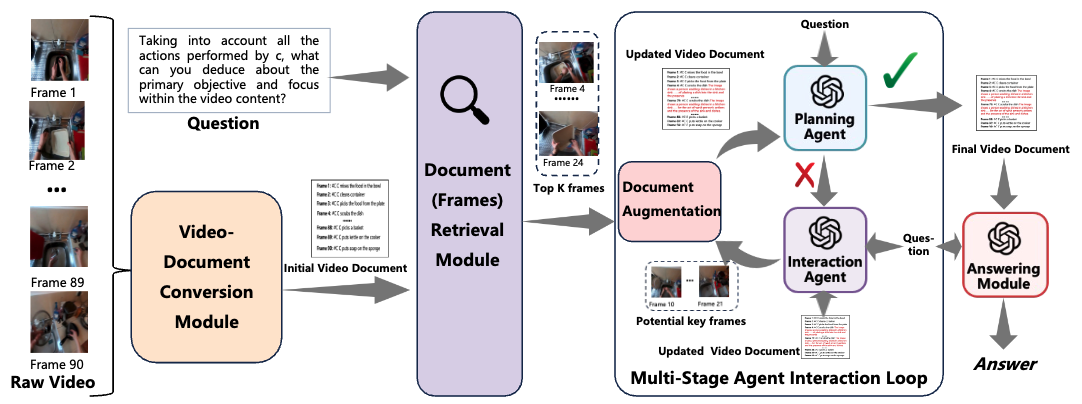 Frame 1
Frame 2
...
Frame 89
Frame 90
Raw Video
Taking into account all the
actions performed by c, what
can you deduce about the
primary objective and focus
within the video content?
Question
Video-
Document
Conversion
Module
Frame 1: #C C mixes the food in the bowl
Frame 2: #C C cleans container
Frame 3: #C C picks the food from the plate
Frame 4: #C C scrubs the dish
Frame 88: #C C picks a basket
Frame 89: #C C puts kettle on the cooker
Frame 90: #C C puts soap on the sponge
Initial Video Document
Document
(Frames)
Retrieval
Module
Frame 4
......
Frame 24
Top K frames
Updated Video Document
Document
Augmentation
Question
Planning
Agent
Interaction
Agent
...
Frame 10
Frame 21
Potential key frames
Updated Video Document
Multi-Stage Agent Interaction Loop
Final Video Document
Ques-
tion
Answering
Module
Answer